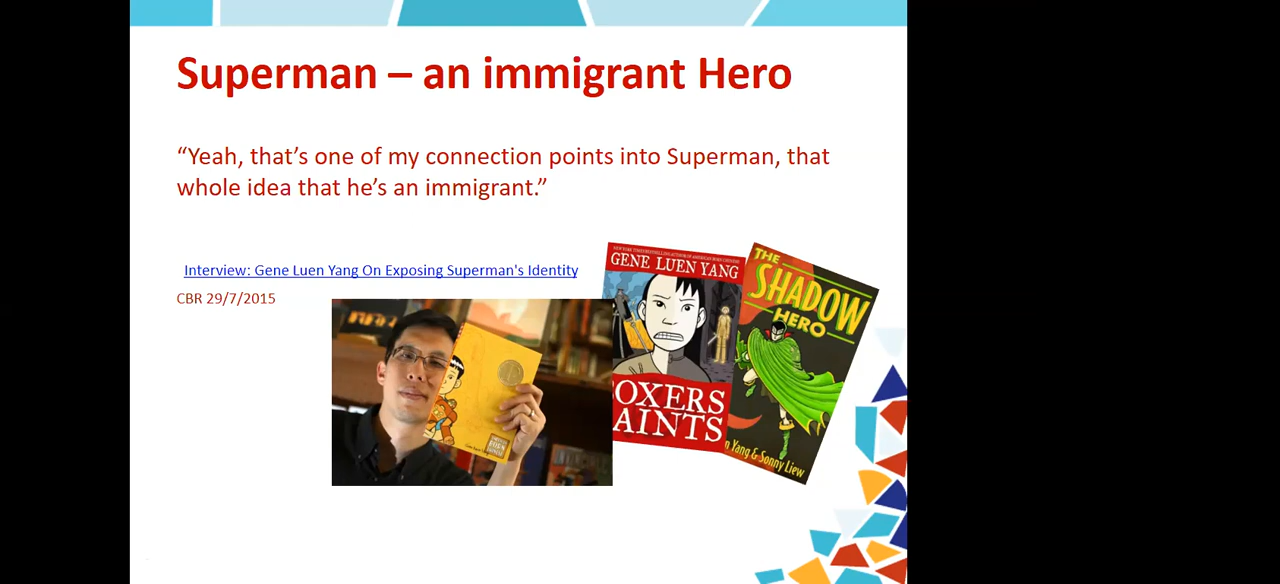 Superman – an immigrant Hero
“Yeah, that’s one of my connection points into Superman, that
whole idea that he’s an immigrant.”
Interview: Gene Luen Yang On Exposing Superman's Identity
CBR 29/7/2015
GENE LUEN YANG
OXERS
AINTS
THE
SHADOW
HERO
n Yang & Sonny Liew